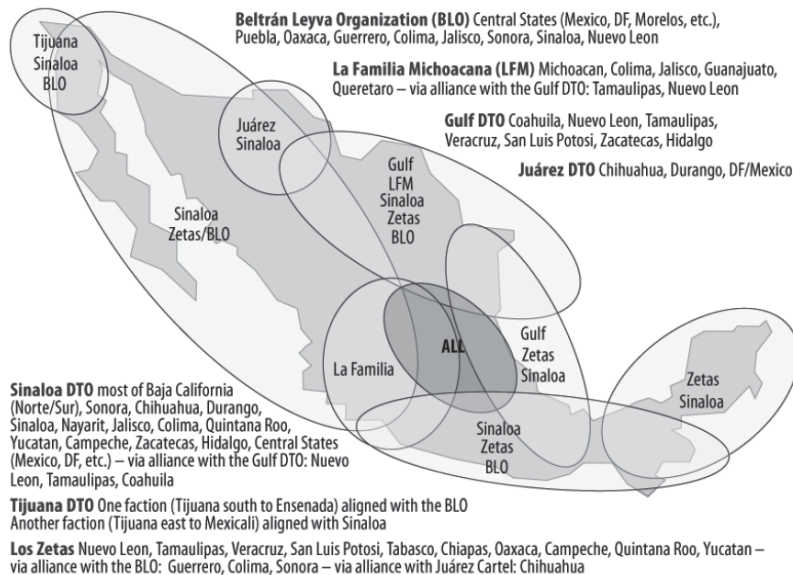 Beltrán Leyva Organization (BLO) Central States (Mexico, DF, Morelos, etc.),
Puebla, Oaxaca, Guerrero, Colima, Jalisco, Sonora, Sinaloa, Nuevo Leon
La Familia Michoacana (LFM) Michoacan, Colima, Jalisco, Guanajuato,
Queretaro – via alliance with the Gulf DTO: Tamaulipas, Nuevo Leon
Gulf DTO Coahuila, Nuevo Leon, Tamaulipas,
Veracruz, San Luis Potosi, Zacatecas, Hidalgo
Juárez DTO Chihuahua, Durango, DF/Mexico
Tijuana
Sinaloa
BLO
Juárez
Sinaloa
Gulf
LFM
Sinaloa
Zetas
BLO
Sinaloa
Zetas/BLO
ALL
La Familia
Gulf
Zetas
Sinaloa
Zetas
Sinaloa
Sinaloa
Zetas
BLO
Sinaloa DTO most of Baja California
(Norte/Sur), Sonora, Chihuahua, Durango,
Sinaloa, Nayarit, Jalisco, Colima, Quintana Roo,
Yucatan, Campeche, Zacatecas, Hidalgo, Central States
(Mexico, DF, etc.) – via alliance with the Gulf DTO: Nuevo
Leon, Tamaulipas, Coahuila
Tijuana DTO One faction (Tijuana south to Ensenada) aligned with the BLO
Another faction (Tijuana east to Mexicali) aligned with Sinaloa
Los Zetas Nuevo Leon, Tamaulipas, Veracruz, San Luis Potosi, Tabasco, Chiapas, Oaxaca, Campeche, Quintana Roo, Yucatan –
via alliance with the BLO: Guerrero, Colima, Sonora – via alliance with Juárez Cartel: Chihuahua